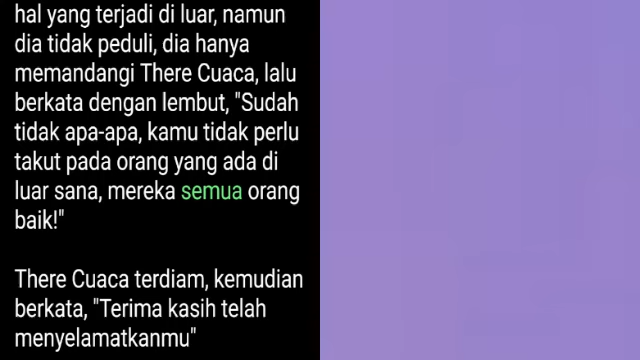 hal yang terjadi di luar, namun
dia tidak peduli, dia hanya
memandangi There Cuaca, lalu
berkata dengan lembut, "Sudah
tidak apa-apa, kamu tidak perlu
takut pada orang yang ada di
luar sana, mereka semua orang
baik!"
There Cuaca terdiam, kemudian
berkata, "Terima kasih telah
menyelamatkanmu"